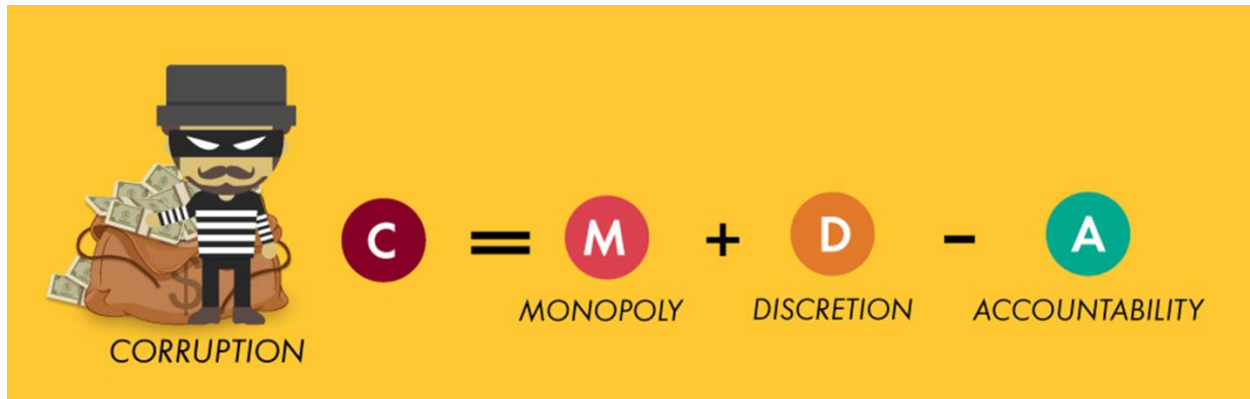 C = M + D - A
MONOPOLY DISCRETION ACCOUNTABILITY
CORRUPTION
$